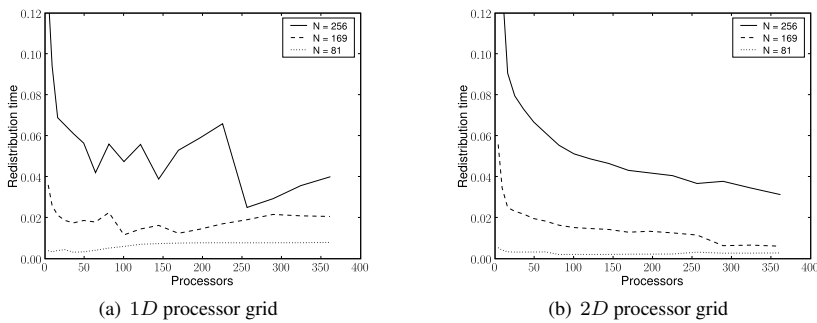 0.12
0.10
0.08
0.06
0.04
0.02
0.00
Redistribution time
N = 256
N = 169
N = 81
0 50 100 150 200 250 300 350 400
Processors
(a) 1D processor grid
0.12
0.10
0.08
0.06
0.04
0.02
0.00
Redistribution time
N = 256
N = 169
N = 81
0 50 100 150 200 250 300 350 400
Processors
(b) 2D processor grid